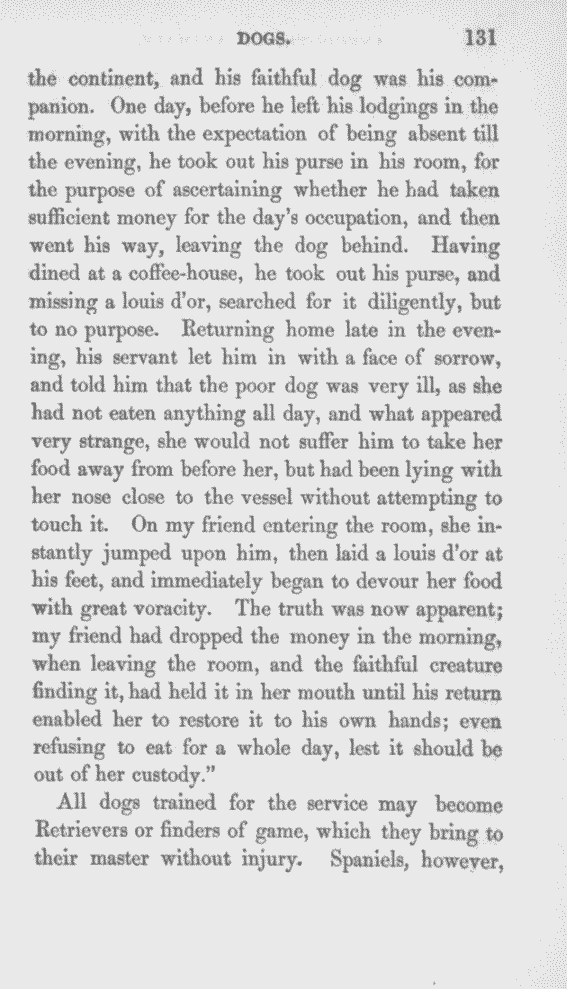 DOGS. 131
the continent, and his faithful dog was his com-
panion. One day, before he left his lodgings in the
morning, with the expectation of being absent till
the evening, he took out his purse in his room, for
the purpose of ascertaining whether he had taken
sufficient money for the day's occupation, and then
went his way, leaving the dog behind. Having
dined at a coffee-house, he took out his purse, and
missing a louis d'or, searched for it diligently, but
to no purpose. Returning home late in the even-
ing, his servant let him in with a face of sorrow,
and told him that the poor dog was very ill, as she
had not eaten anything all day, and what appeared
very strange, she would not suffer him to take her
food away from before her, but had been lying with
her nose close to the vessel without attempting to
touch it. On my friend entering the room, she in-
stantly jumped upon him, then laid a louis d'or at
his feet, and immediately began to devour her food
with great voracity. The truth was now apparent;
my friend had dropped the money in the morning,
when leaving the room, and the faithful creature
finding it, had held it in her mouth until his return
enabled her to restore it to his own hands; even
refusing to eat for a whole day, lest it should be
out of her custody."
All dogs trained for the service may become
Retrievers or finders of game, which they bring to
their master without injury. Spaniels, however,